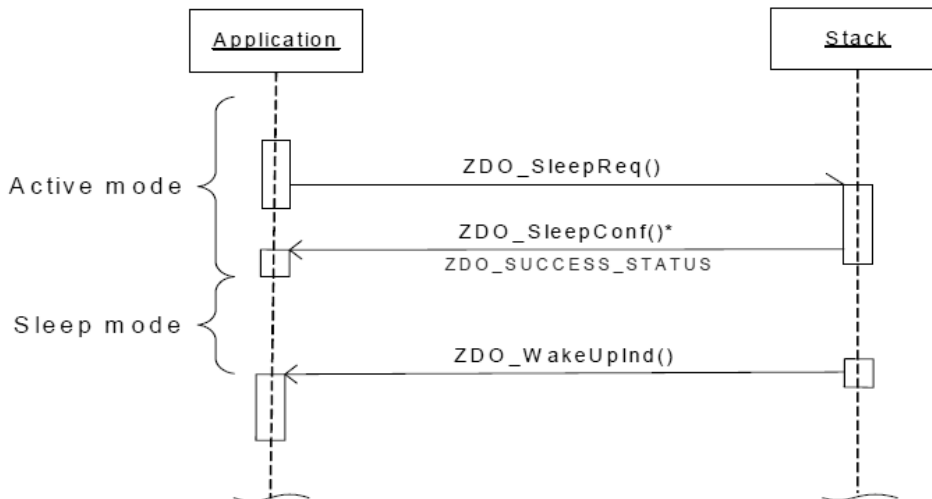 Application
Stack
ZDO_SleepReq()
Active mode
ZDO_SleepConf()*
ZDO_SUCCESS_STATUS
Sleep mode
ZDO_WakeUpInd()